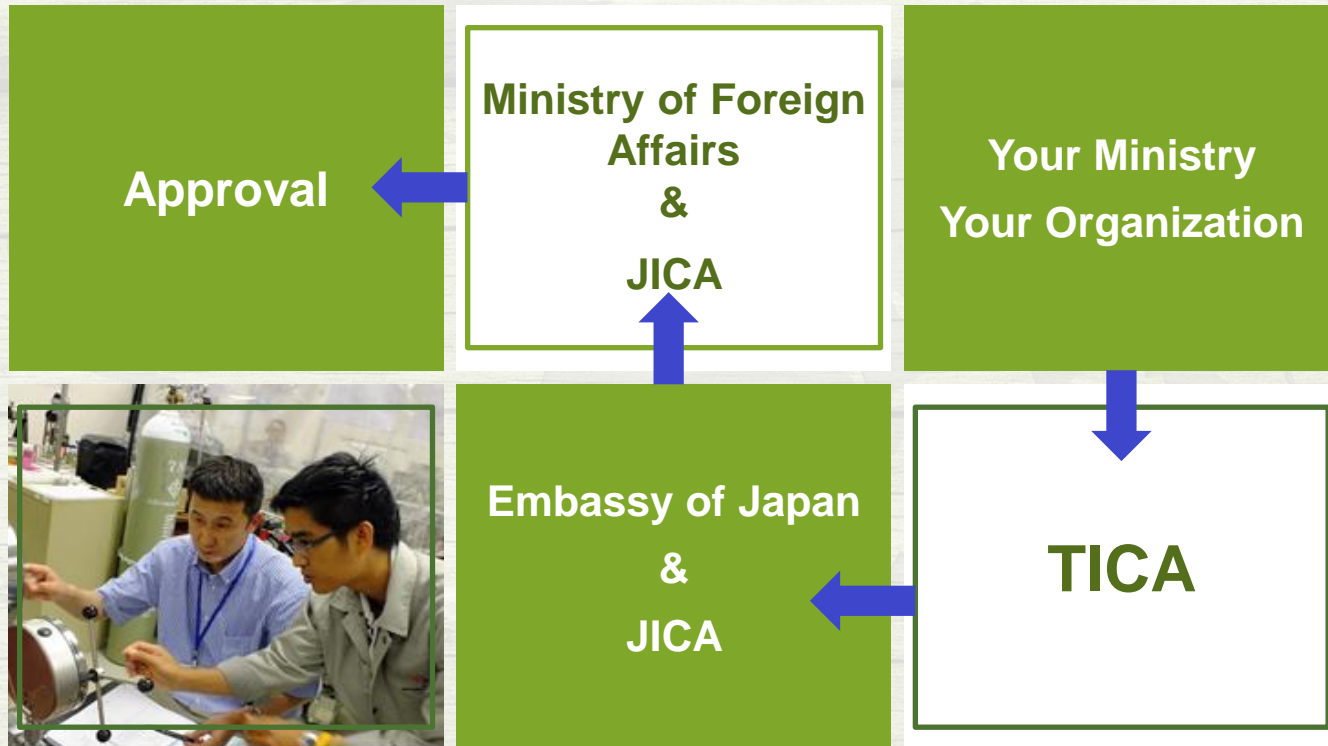 Approval
Ministry of Foreign
Affairs
&
JICA
Your Ministry
Your Organization
Embassy of Japan
&
JICA
TICA